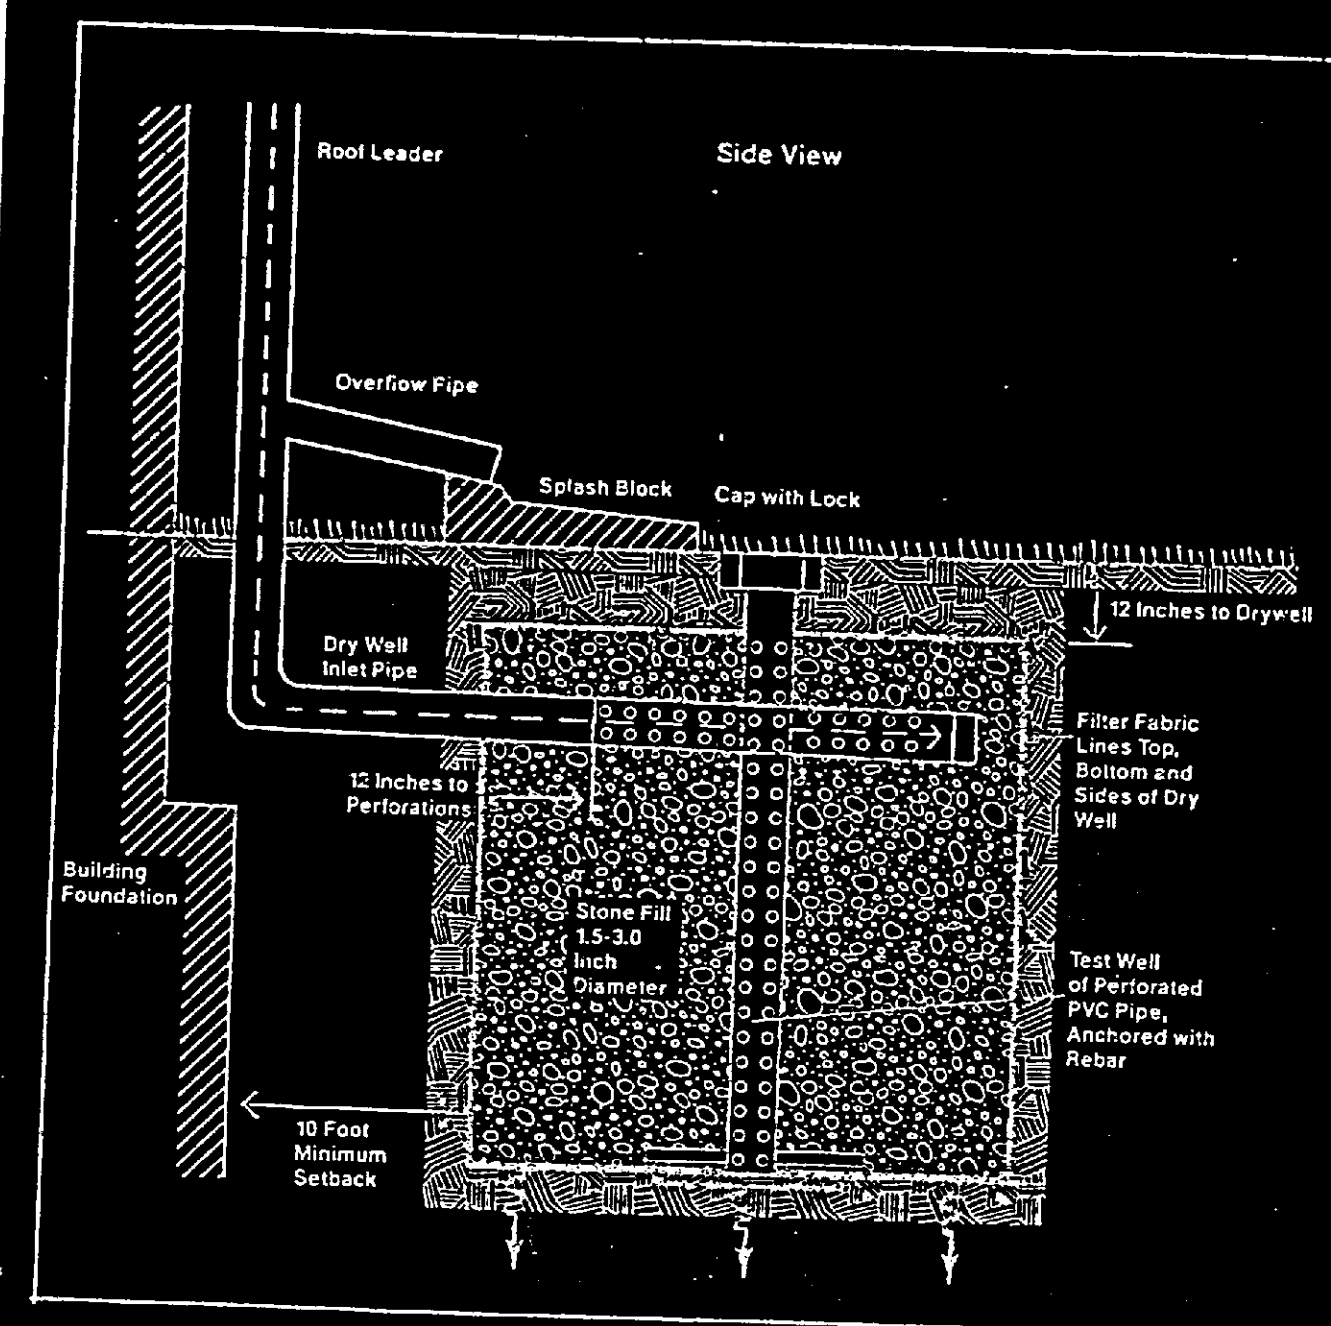 Roof Leader
Side View
Overflow Pipe
Splash Block
Cap with Lock
12 Inches to Drywell
Dry Well
Inlet Pipe
Filter Fabric
Lines Top,
Bottom and
Sides of Dry
Well
12 Inches to
Perforations
Building
Foundation
Stone Fill
1.5-3.0
Inch
Diameter
Test Well
of Perforated
PVC Pipe,
Anchored with
Rebar
10 Foot
Minimum
Setback